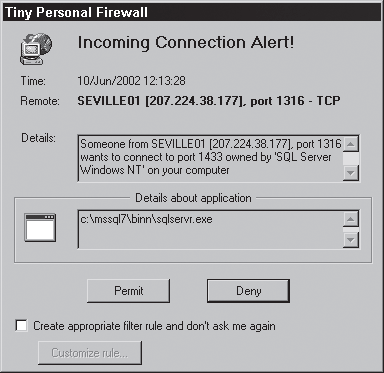 Tiny Personal Firewall
Incoming Connection Alert!
Time: 10/Jun/2002 12:13:28
Remote: SEVILLE01 [207.224.38.177], port 1316 - TCP
Details: Someone from SEVILLE01 [207.224.38.177], port 1316
wants to connect to port 1433 owned by 'SQL Server
Windows NT' on your computer
Details about application
c:\mssql7\binn\sqlservr.exe
Permit Deny
Create appropriate filter rule and don't ask me again
Customize rule...